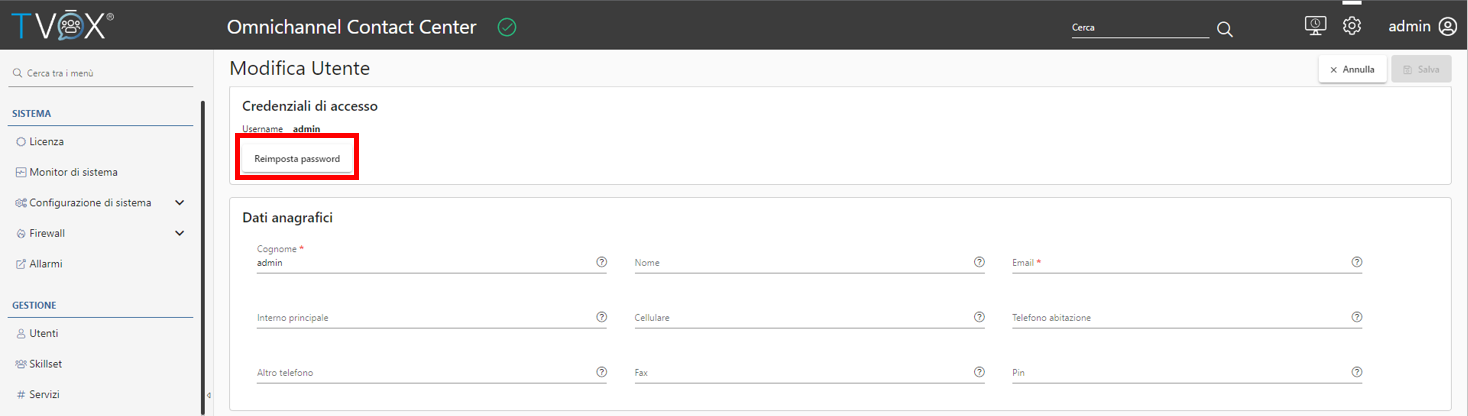 TVOX®
Omnichannel Contact Center
Cerca
admin
Cerca tra i menù
SISTEMA
Licenza
Monitor di sistema
Configurazione di sistema
Firewall
Allarmi
GESTIONE
Utenti
Skillset
# Servizi
Modifica Utente
× Annulla
Salva
Credenziali di accesso
Username admin
Reimposta password
Dati anagrafici
Cognome *
admin
Nome
Email *
Interno principale
Cellulare
Telefono abitazione
Altro telefono
Fax
Pin